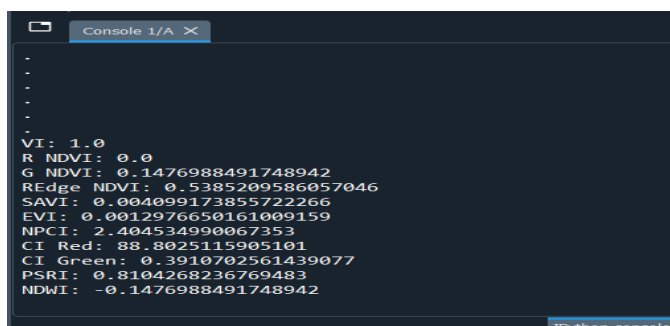 Console 1/A
.
.
.
.
.
.
VI: 1.0
R NDVI: 0.0
G NDVI: 0.1476988491748942
REdge NDVI: 0.5385209586057046
SAVI: 0.004099173855722266
EVI: 0.0012976650161009159
NPCI: 2.404534990067353
CI Red: 88.8025115905101
CI Green: 0.3910702561439077
PSRI: 0.8104268236769483
NDWI: -0.1476988491748942